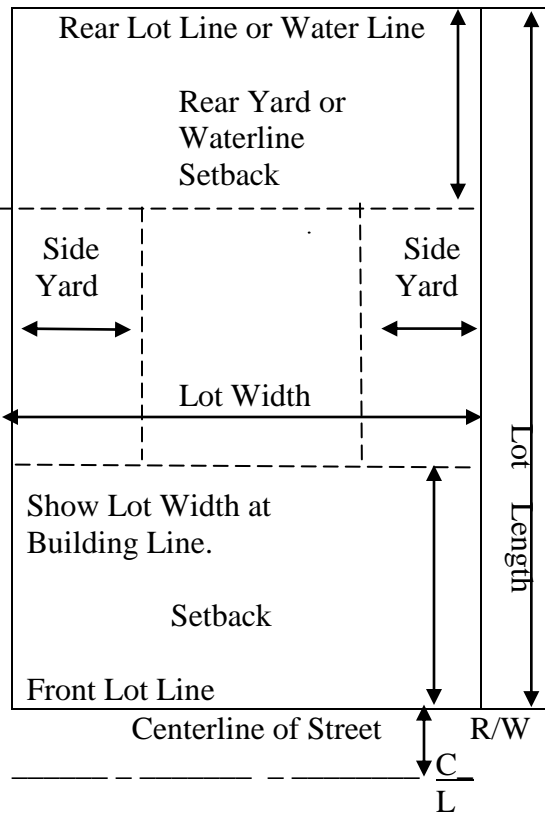 Rear Lot Line or Water Line
Rear Yard or
Waterline
Setback
Side
Yard
Side
Yard
Lot Width
Lot Length
Show Lot Width at
Building Line.
Setback
Front Lot Line
Centerline of Street R/W
C
L